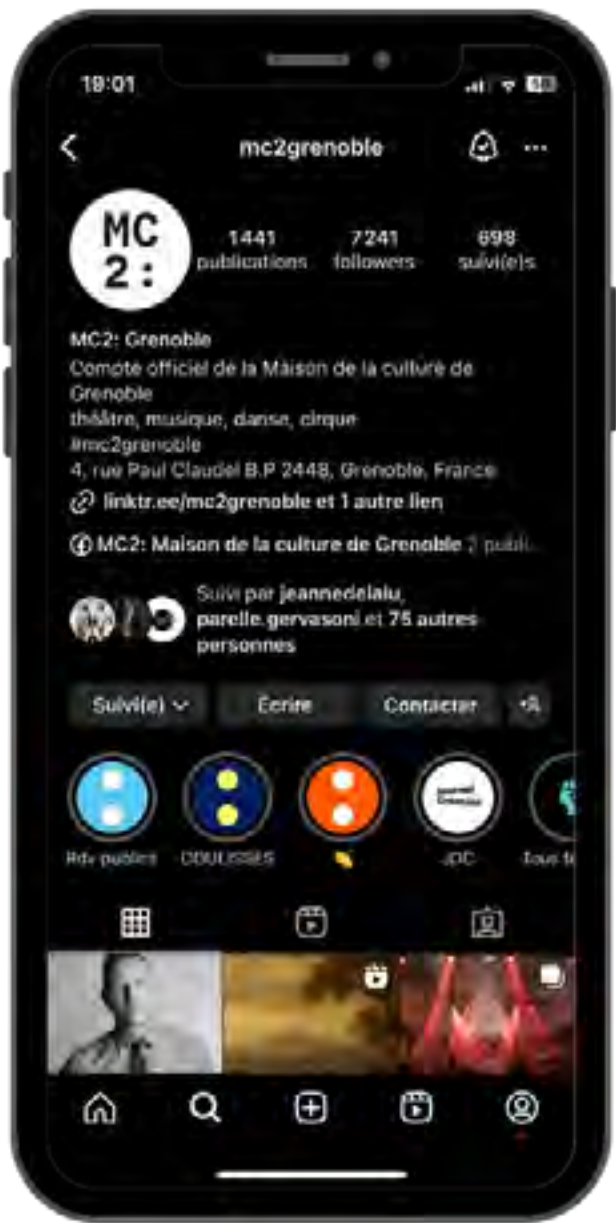 19:01
mc2grenoble
MC
2:
1441
publications
7241
followers
698
suivi(e)s
MC2: Grenoble
Compte officiel de la Maison de la culture de
Grenoble
théâtre, musique, danse, cirque
#mc2grenoble
4, rue Paul Claudel B.P 2448, Grenoble, France
linktr.ee/mc2grenoble et 1 autre lien
MC2: Maison de la culture de Grenoble 2 publi...
Suivi par jeannedelalu,
parelle.gervasoni et 75 autres
personnes
Suivi(e)
Écrire
Contacter
Rdv publics
COULISSES
JDC